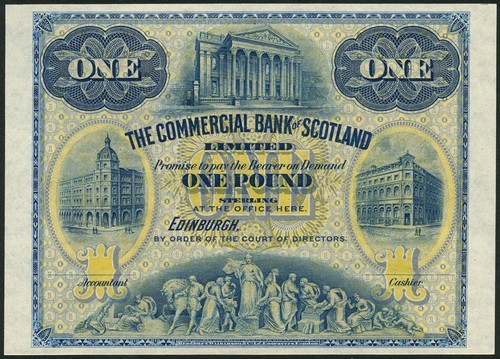 ONE
ONE
THE COMMERCIAL BANK OF SCOTLAND
LIMITED
Promise to pay the Bearer on Demand
ONE POUND
STERLING
AT THE OFFICE HERE.
EDINBURGH,
BY ORDER OF THE COURT OF DIRECTORS.
Accountant
Cashier